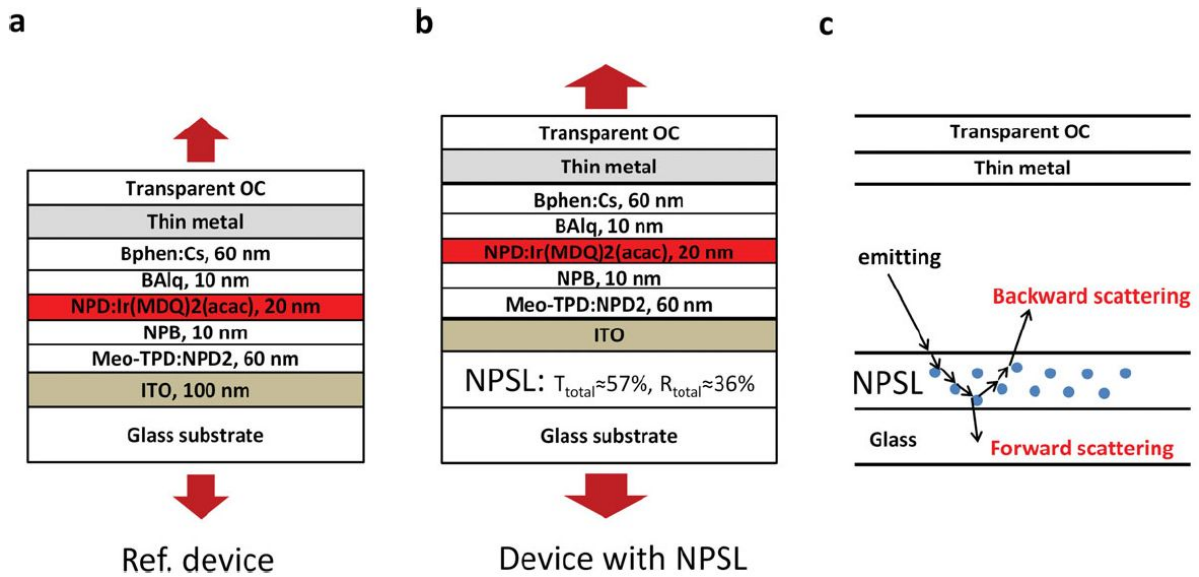 a
Transparent OC
Thin metal
Bphen:Cs, 60 nm
BAlq, 10 nm
NPD:Ir(MDQ)2(acac), 20 nm
NPB, 10 nm
Meo-TPD:NPD2, 60 nm
ITO, 100 nm
Glass substrate
Ref. device
b
Transparent OC
Thin metal
Bphen:Cs, 60 nm
BAlq, 10 nm
NPD:Ir(MDQ)2(acac), 20 nm
NPB, 10 nm
Meo-TPD:NPD2, 60 nm
ITO
NPSL: Ttotal≈57%, Rtotal≈36%
Glass substrate
Device with NPSL
c
Transparent OC
Thin metal
emitting
Backward scattering
NPSL
Glass
Forward scattering